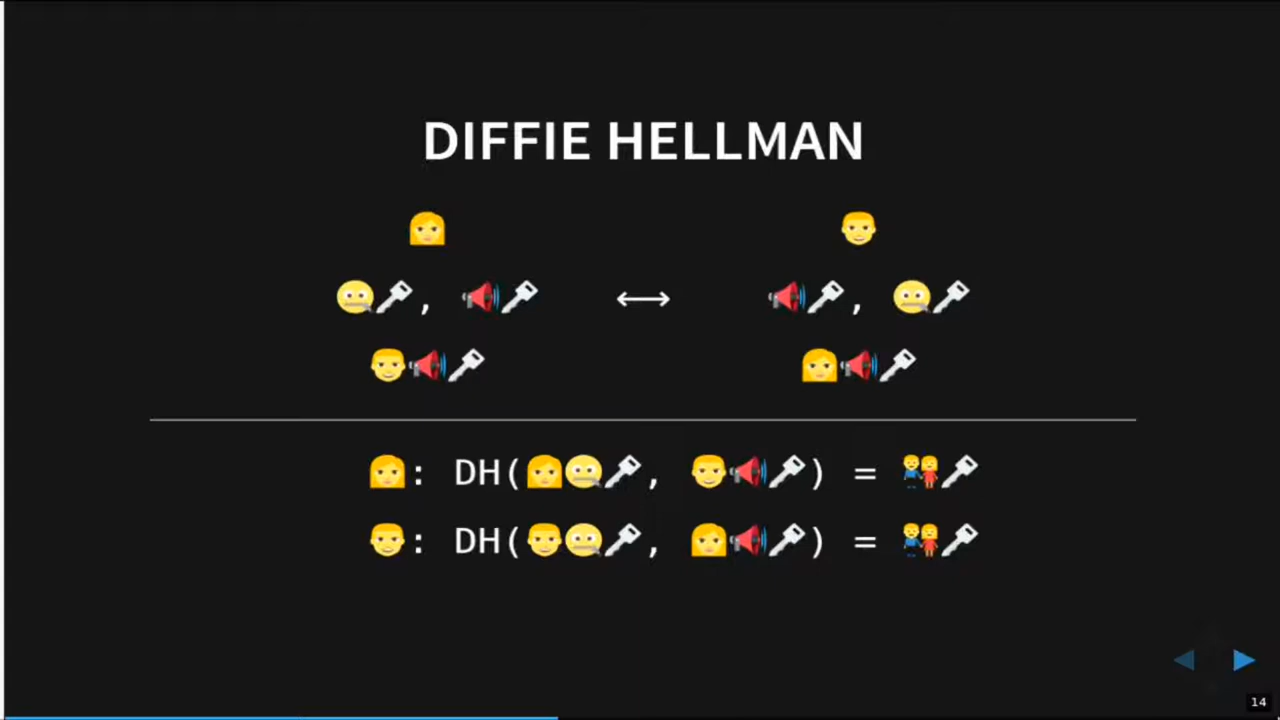 DIFFIE HELLMAN
👩 👨
🤐🔑, 📣🔑 ⟷ 📣🔑, 🤐🔑
👨📣🔑 👩📣🔑
👩: DH(👩🤐🔑, 👨📣🔑) = 👫🔑
👨: DH(👨🤐🔑, 👩📣🔑) = 👫🔑
14